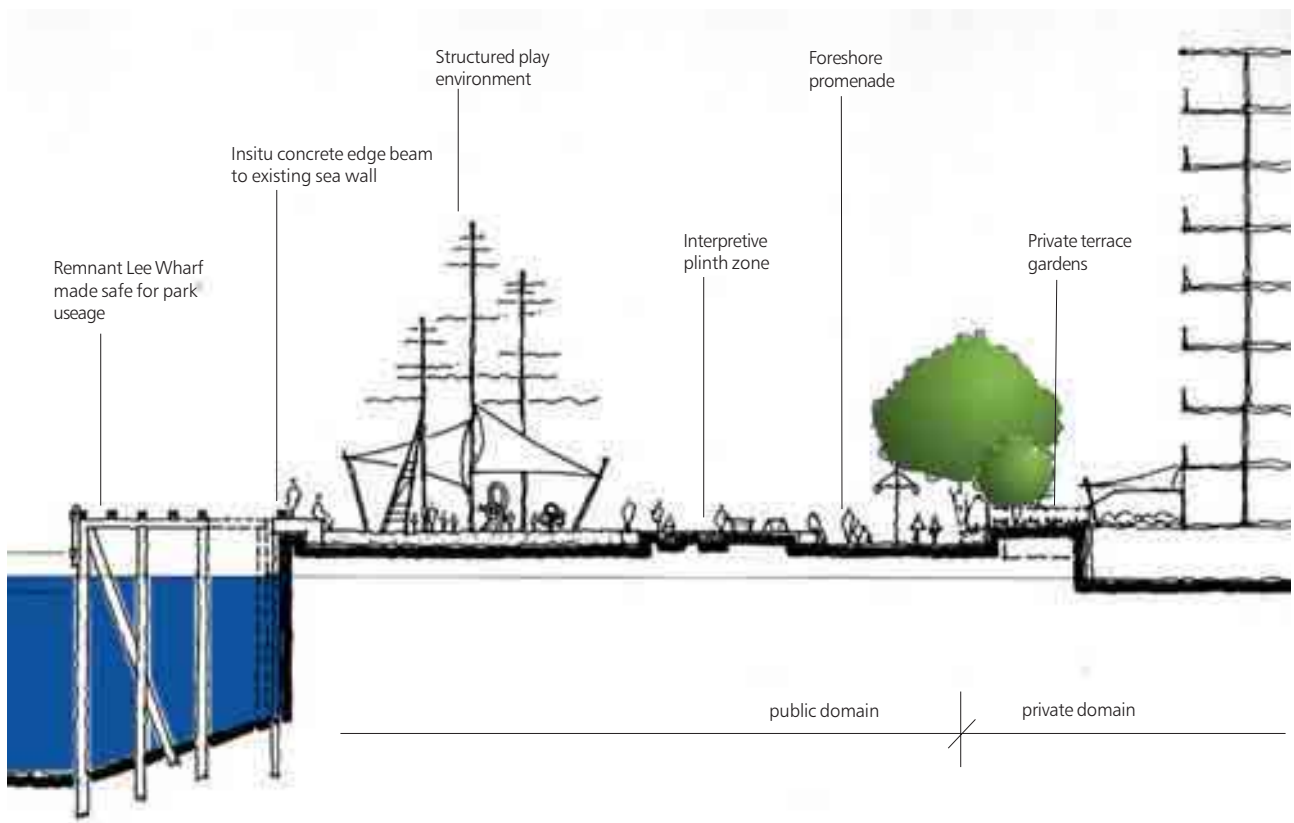 Structured play
environment
Foreshore
promenade
Insitu concrete edge beam
to existing sea wall
Interpretive
plinth zone
Private terrace
gardens
Remnant Lee Wharf
made safe for park
useage
public domain
private domain